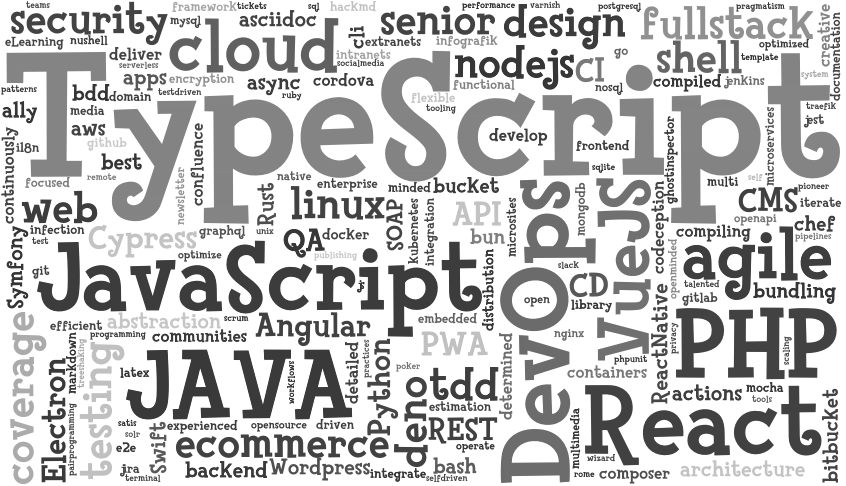 teams
frameworktickets
sql
hackmd
performance
varnish
postgresql
pragmatism
security
mysql
asciidoc
cli
senior
design
fullstack
creative
documentation
eLearning
nushell
cloud
extranets
infografik
go
optimized
deliver
serverless
intranets
socialmedia
nodejs
CI
shell
template
system
apps
encryption
async
cordova
functional
nosql
compiled
jenkins
patterns
bdd
domain
testdriven
ruby
flexible
tooling
traefik
TypeScript
ally
media
aws
github
develop
frontend
jest
microservices
ghostinspector
il8n
best
confluence
sqlite
continuously
focused
remote
newsletter
native
enterprise
minded
bucket
multi
self
pioneer
web
Rust
linux
SOAP
Kubernetes
integration
API
microsites
DevOps
mongodb
VueJS
codeception
CMS
iterate
infection
graphql
unix
openapi
chef
Symfony
test
Cypress
QA
docker
bun
compiling
pipelines
optimize
publishing
distribution
slack
openminded
agile
git
JavaScript
open
CD
library
ReactNative
talented
gitlab
bundling
efficient
abstraction
scrum
Angular
embedded
programming
communities
PWA
nginx
privacy
PHP
coverage
markdown
treeshaking
testing
JAVA
workflows
detailed
practices
Python
poker
determined
phpunit
scaling
latex
containers
Electron
pairprogramming
deno
tdd
actions
mocha
tools
estimation
React
satis
solr
experienced
opensource
driven
REST
multimedia
bitbucket
e2e
Swift
ecommerce
operate
wizard
jira
terminal
backend
Wordpress
integrate
bash
selfdriven
rome
composer
architecture